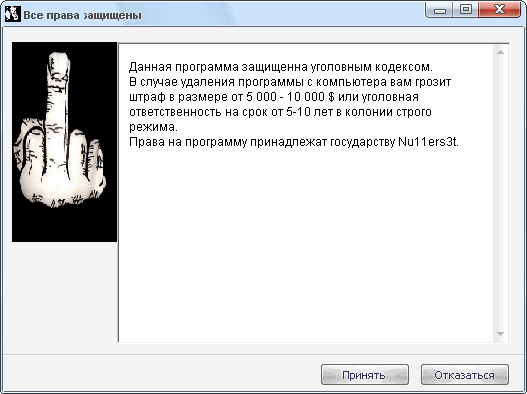 Все права защищены
Данная программа защищенна уголовным кодексом.
В случае удаления программы с компьютера вам грозит
штраф в размере от 5 000 - 10 000 $ или уголовная
ответственность на срок от 5-10 лет в колонии строго
режима.
Права на программу принадлежат государству Nu11ers3t.
Принять
Отказаться